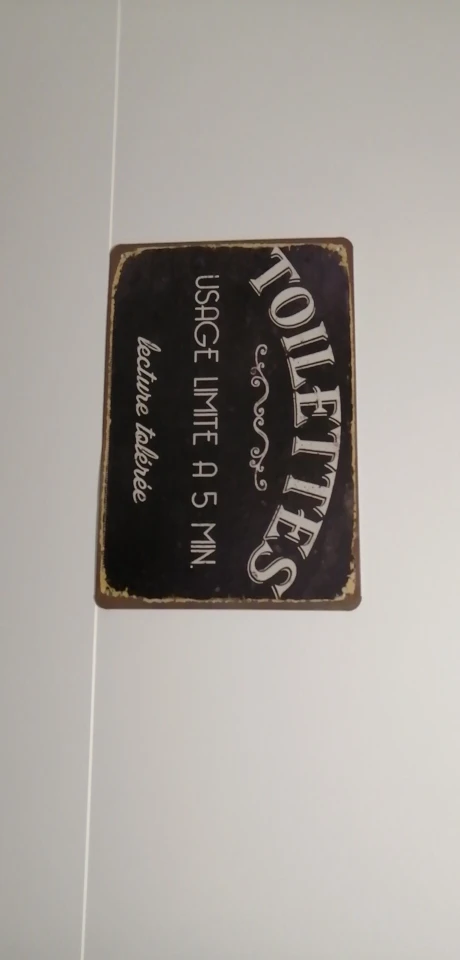 TOILETTES
USAGE LIMITE A 5 MIN.
lecture tolérée